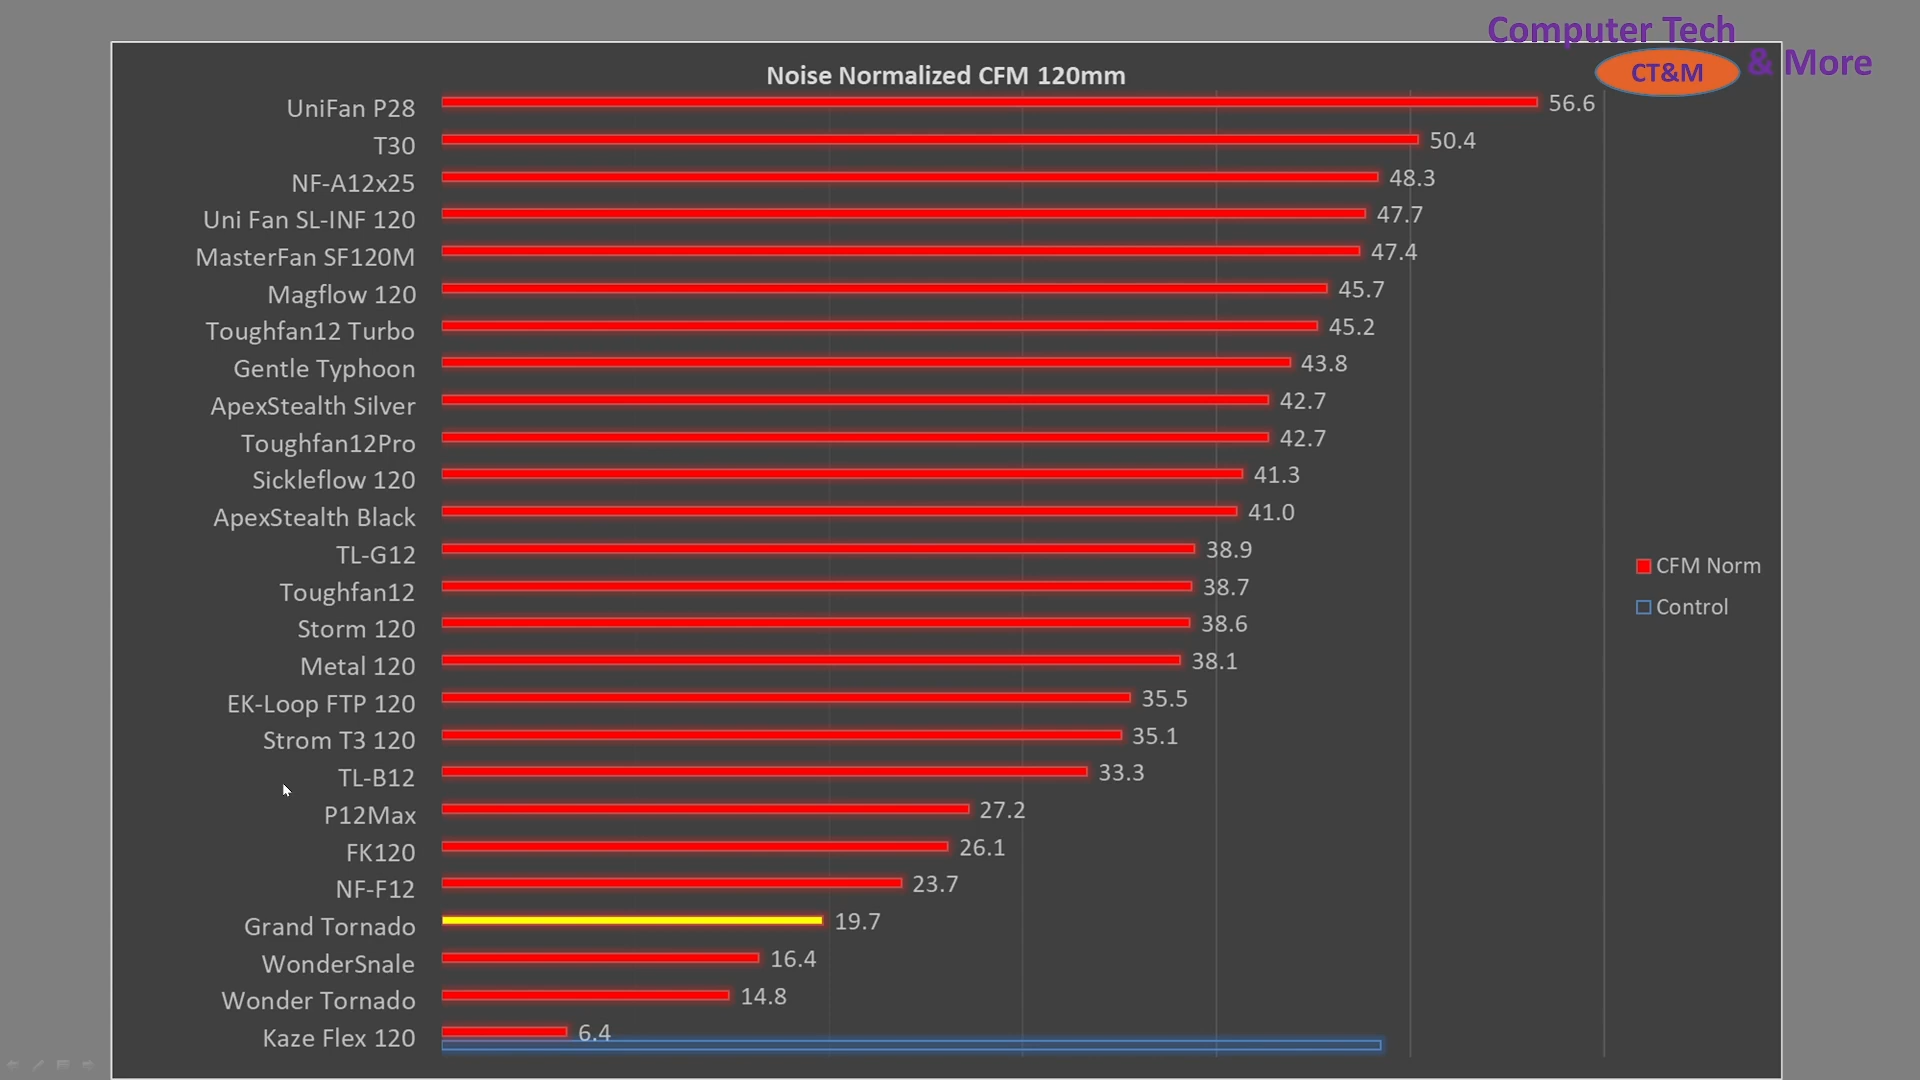 Computer Tech
CT&M
& More
Noise Normalized CFM 120mm
UniFan P28 56.6
T30 50.4
NF-A12x25 48.3
Uni Fan SL-INF 120 47.7
MasterFan SF120M 47.4
Magflow 120 45.7
Toughfan12 Turbo 45.2
Gentle Typhoon 43.8
ApexStealth Silver 42.7
Toughfan12Pro 42.7
Sickleflow 120 41.3
ApexStealth Black 41.0
TL-G12 38.9
CFM Norm
Toughfan12 38.7
Control
Storm 120 38.6
Metal 120 38.1
EK-Loop FTP 120 35.5
Strom T3 120 35.1
TL-B12 33.3
P12Max 27.2
FK120 26.1
NF-F12 23.7
Grand Tornado 19.7
WonderSnale 16.4
Wonder Tornado 14.8
Kaze Flex 120 6.4